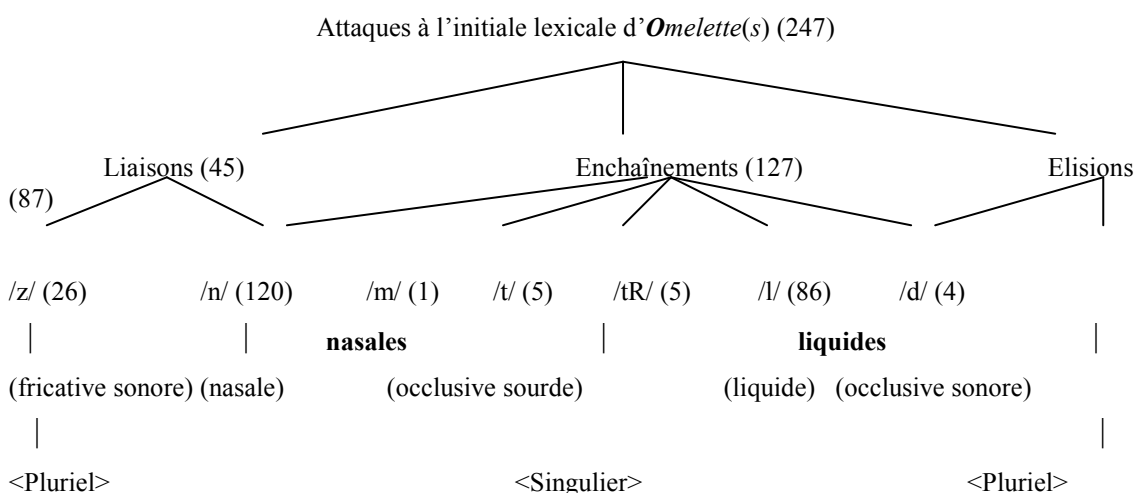 Attaques à l’initiale lexicale d’Omelette(s) (247)
Liaisons (45) Enchaînements (127) Elisions
(87)
/z/ (26) /n/ (120) /m/ (1) /t/ (5) /tR/ (5) /l/ (86) /d/ (4)
| | nasales | liquides |
(fricative sonore) (nasale) (occlusive sourde) (liquide) (occlusive sonore)
| |
<Pluriel> <Singulier> <Pluriel>